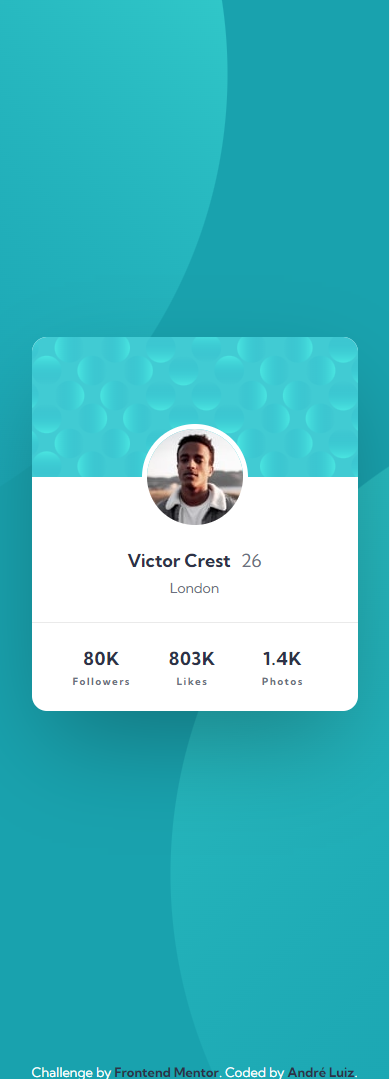 Victor Crest 26
London
80K 803K 1.4K
Followers Likes Photos
Challenge by Frontend Mentor. Coded by André Luiz.